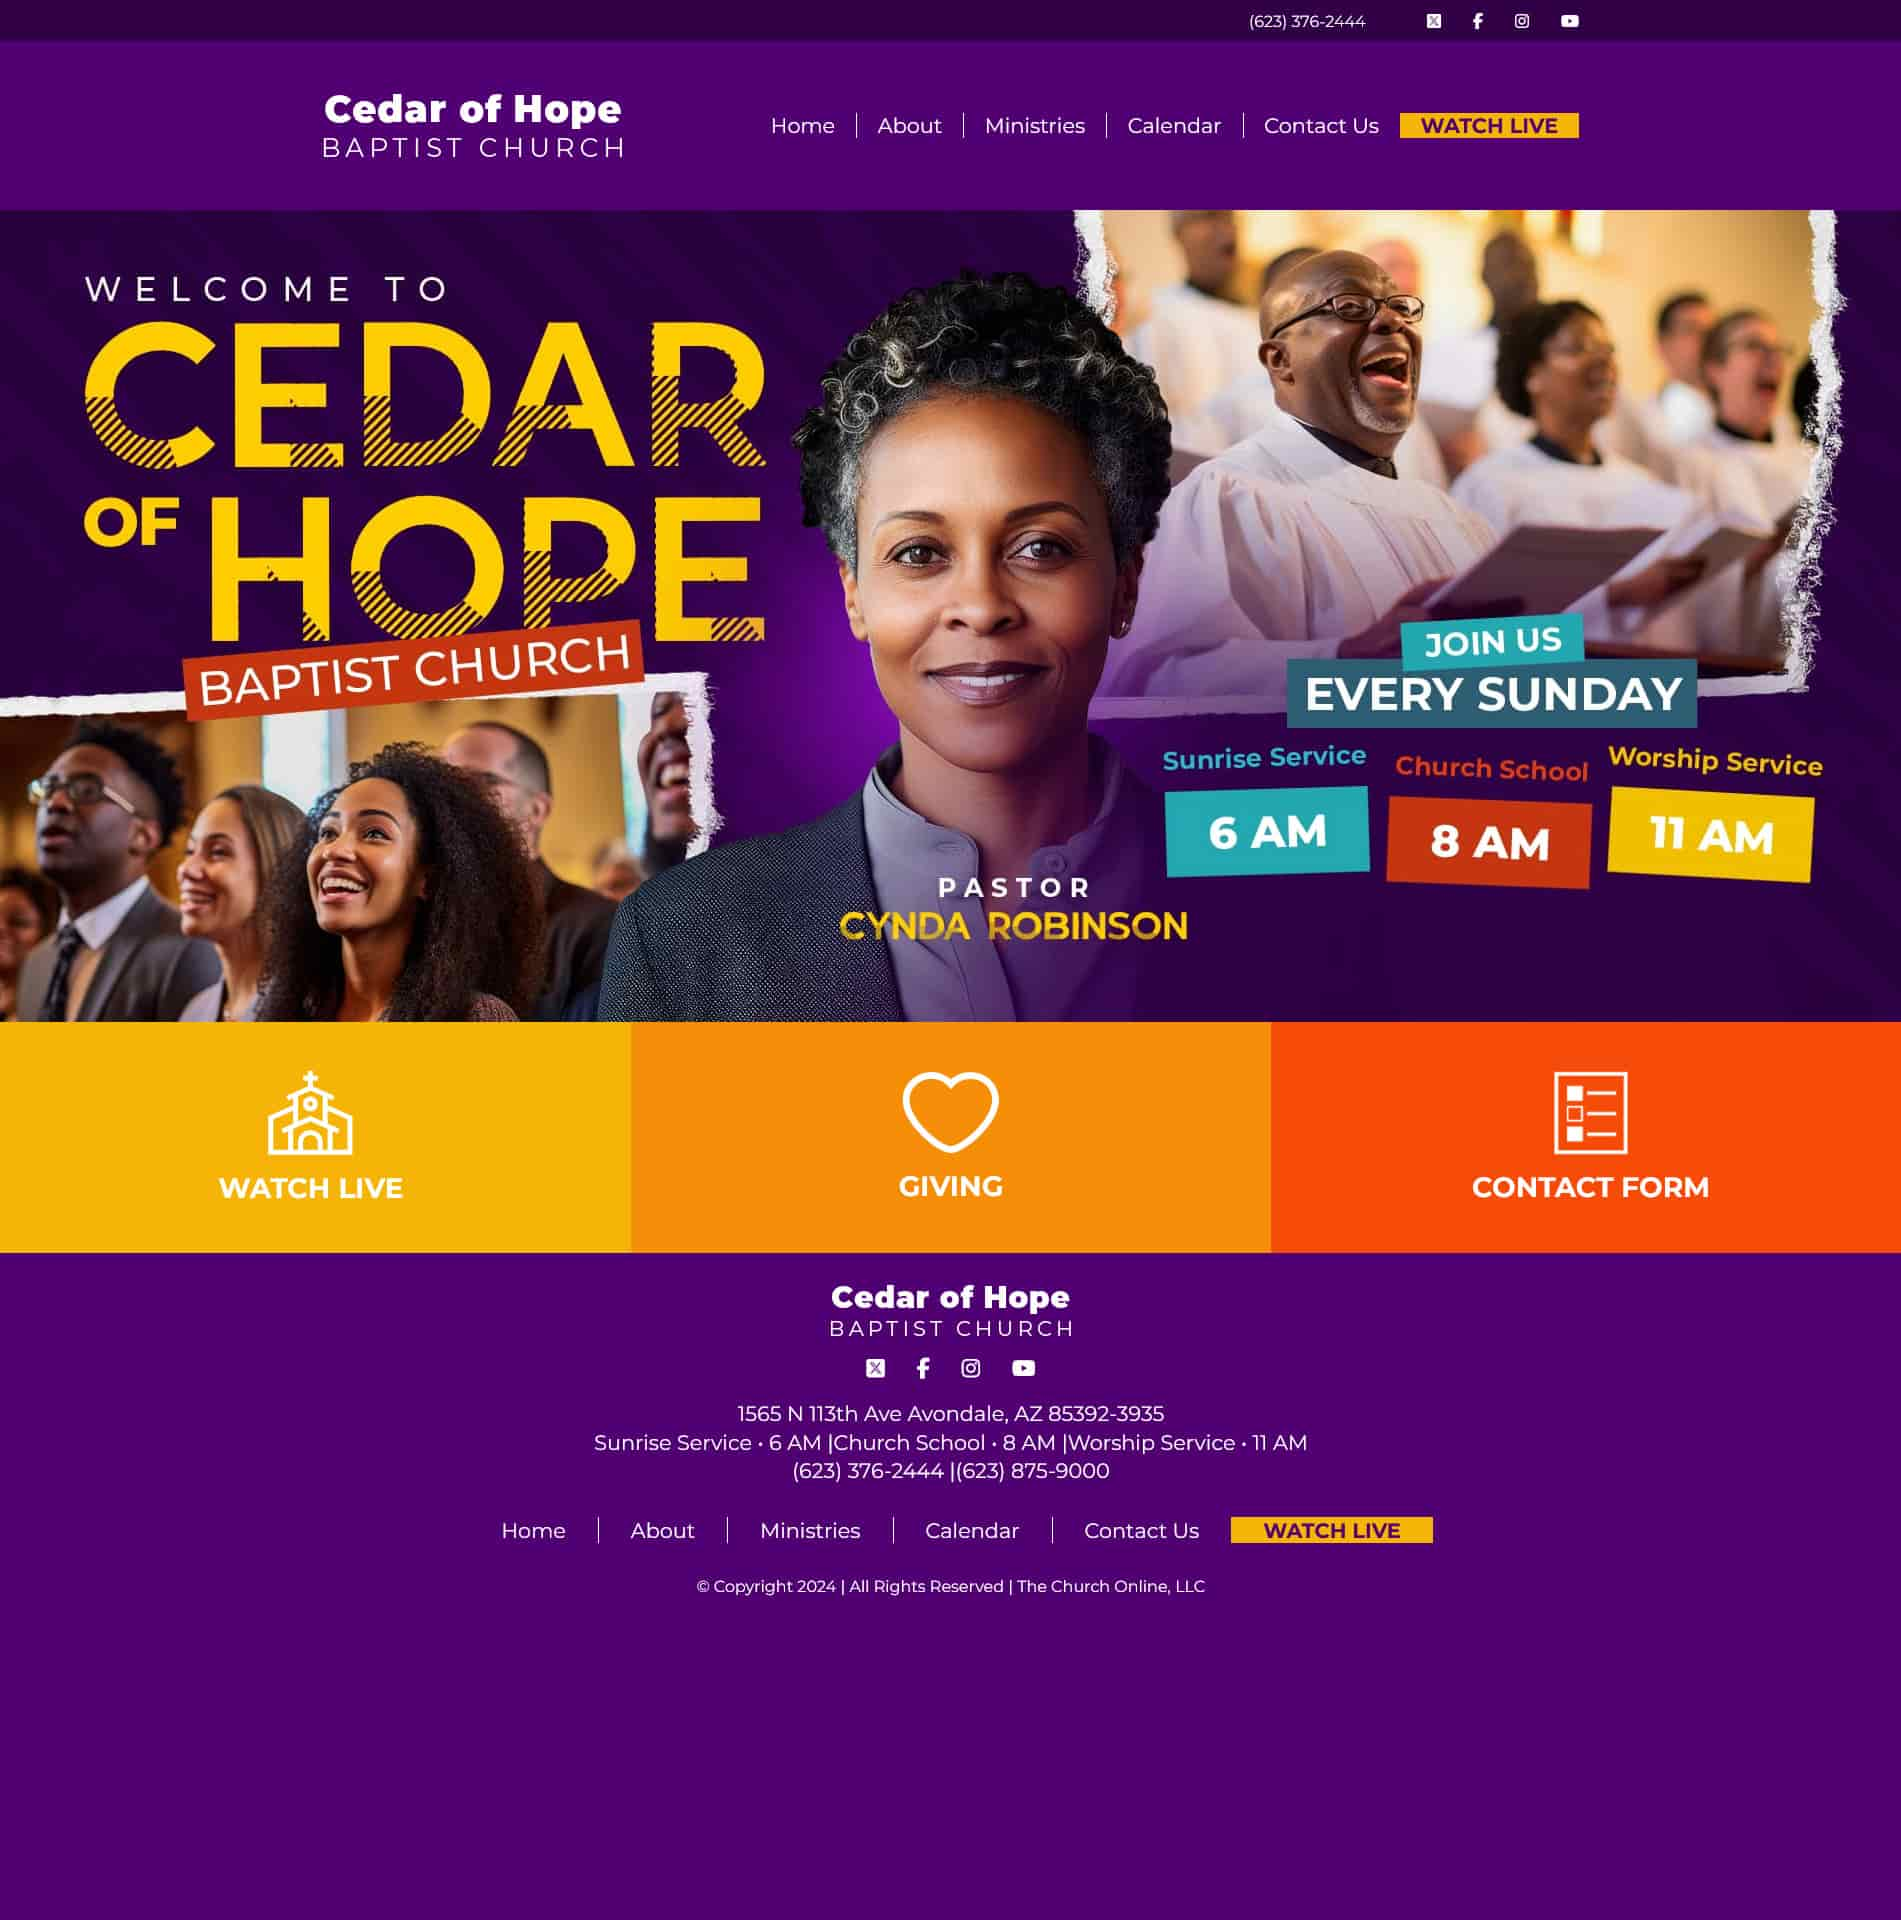 (623) 376-2444
Cedar of Hope
BAPTIST CHURCH
Home
About
Ministries
Calendar
Contact Us
WATCH LIVE
WELCOME TO
CEDAR
OF HOPE
BAPTIST CHURCH
JOIN US
EVERY SUNDAY
Sunrise Service
6 AM
Church School
8 AM
Worship Service
11 AM
PASTOR
CYNDA ROBINSON
WATCH LIVE
GIVING
CONTACT FORM
Cedar of Hope
BAPTIST CHURCH
1565 N 113th Ave Avondale, AZ 85392-3935
Sunrise Service • 6 AM |Church School • 8 AM |Worship Service • 11 AM
(623) 376-2444 |(623) 875-9000
Home
About
Ministries
Calendar
Contact Us
WATCH LIVE
© Copyright 2024 | All Rights Reserved | The Church Online, LLC